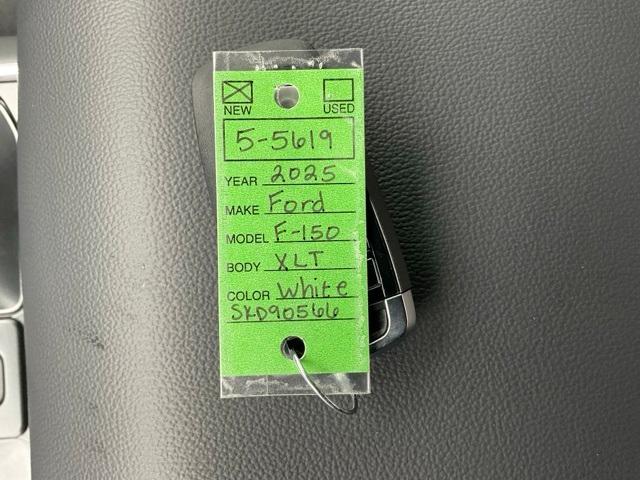 NEW USED
5-5619
YEAR 2025
MAKE Ford
MODEL F-150
BODY XLT
COLOR White
SKD90566